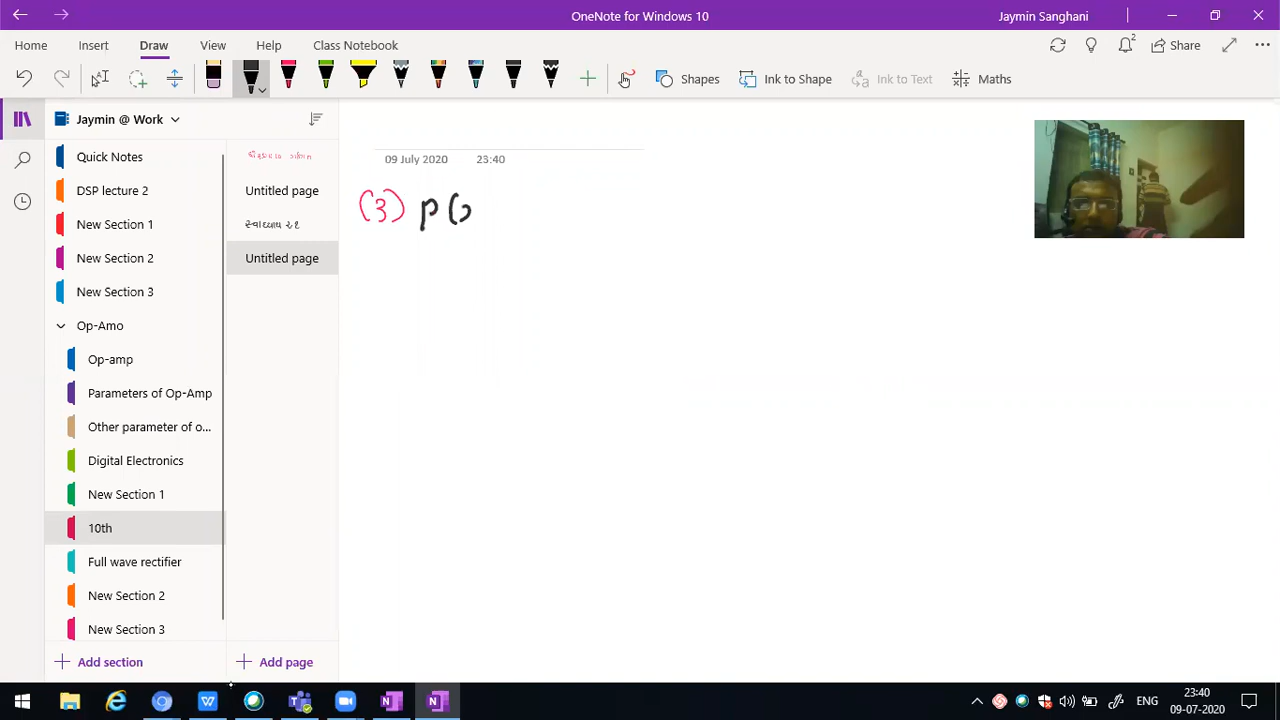 OneNote for Windows 10
Jaymin Sanghani
Home Insert Draw View Help Class Notebook
Share
Shapes Ink to Shape Ink to Text Maths
Jaymin @ Work
Quick Notes
DSP lecture 2
New Section 1
New Section 2
New Section 3
Op-Amo
Op-amp
Parameters of Op-Amp
Other parameter of o...
Digital Electronics
New Section 1
10th
Full wave rectifier
New Section 2
New Section 3
Add section
Untitled page
સ્વાધ્યાય ૨.૬
Untitled page
Add page
09 July 2020 23:40
(3) p(
ENG
23:40
09-07-2020